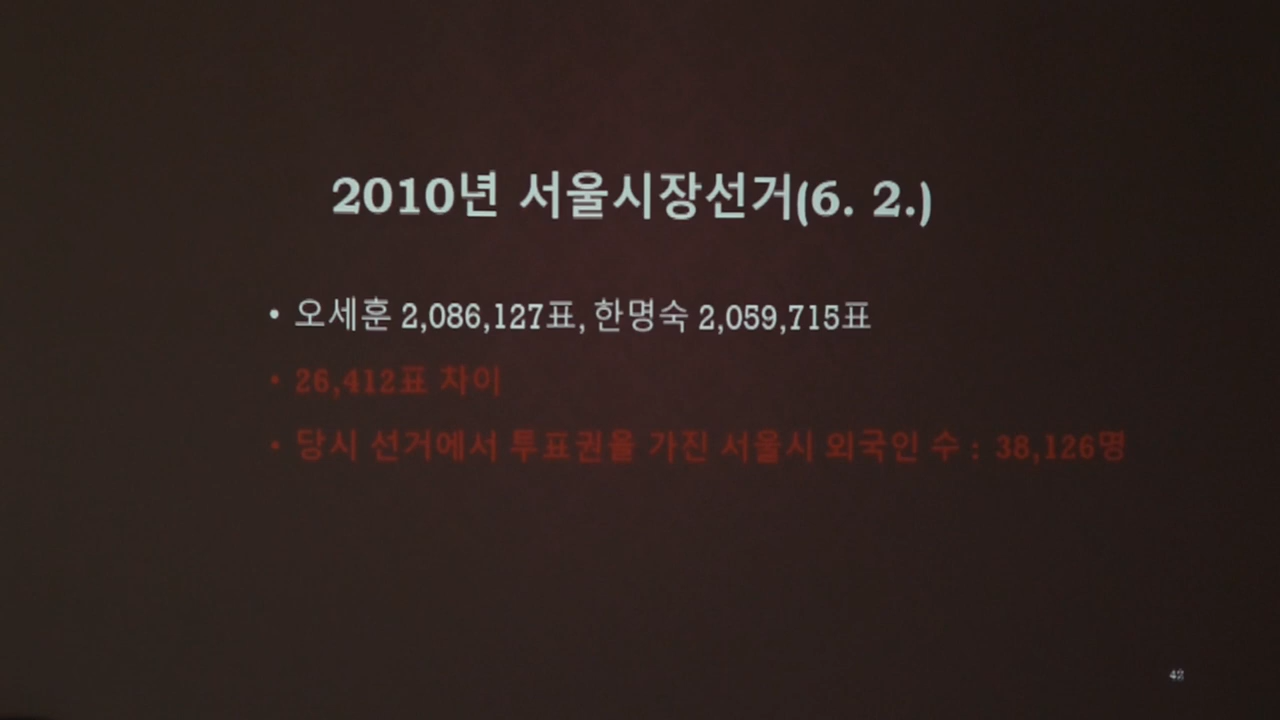 2010년 서울시장선거(6. 2.)
• 오세훈 2,086,127표, 한명숙 2,059,715표
• 26,412표 차이
• 당시 선거에서 투표권을 가진 서울시 외국인 수 : 38,126명
42